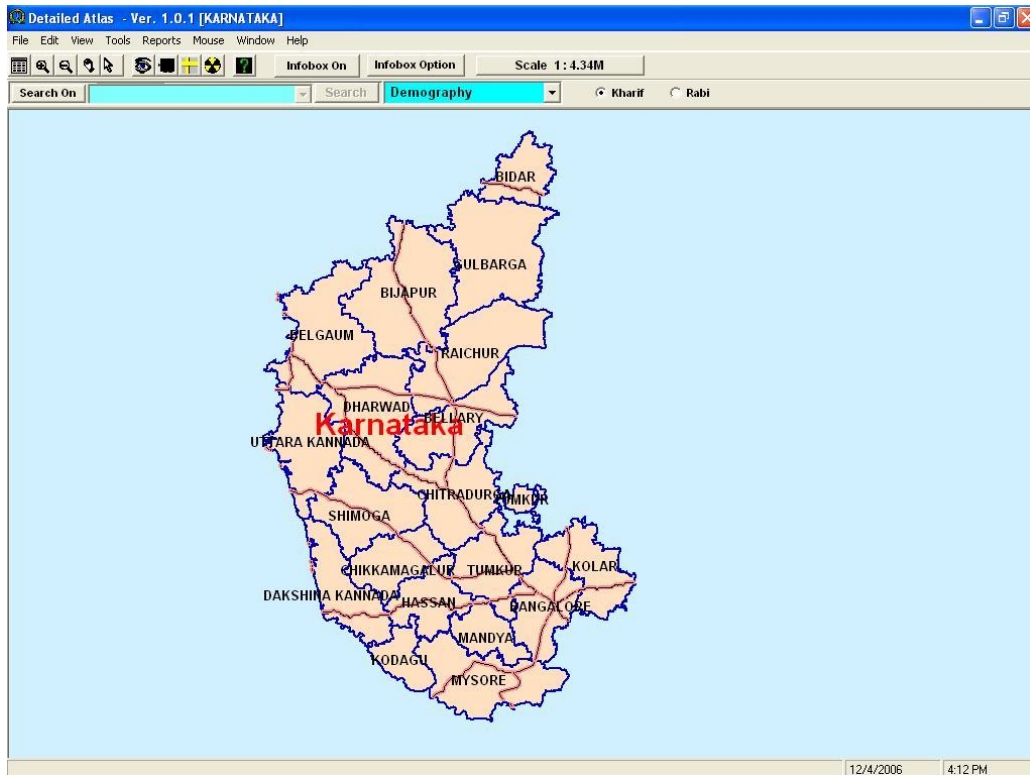 Detailed Atlas - Ver. 1.0.1 [KARNATAKA]
File Edit View Tools Reports Mouse Window Help
? Infobox On Infobox Option Scale 1:4.34M
Search On Search Demography Kharif Rabi
BIDAR
GULBARGA
BIJAPUR
BELGAUM
RAICHUR
DHARWAD
BELLARY
Karnataka
UTTARA KANNADA
CHITRADURGA
TUMKUR
SHIMOGA
CHIKKAMAGALUR
TUMKUR
KOLAR
DAKSHINA KANNADA
HASSAN
BANGALORE
MANDYA
KODAGU
MYSORE
12/4/2006 4:12 PM